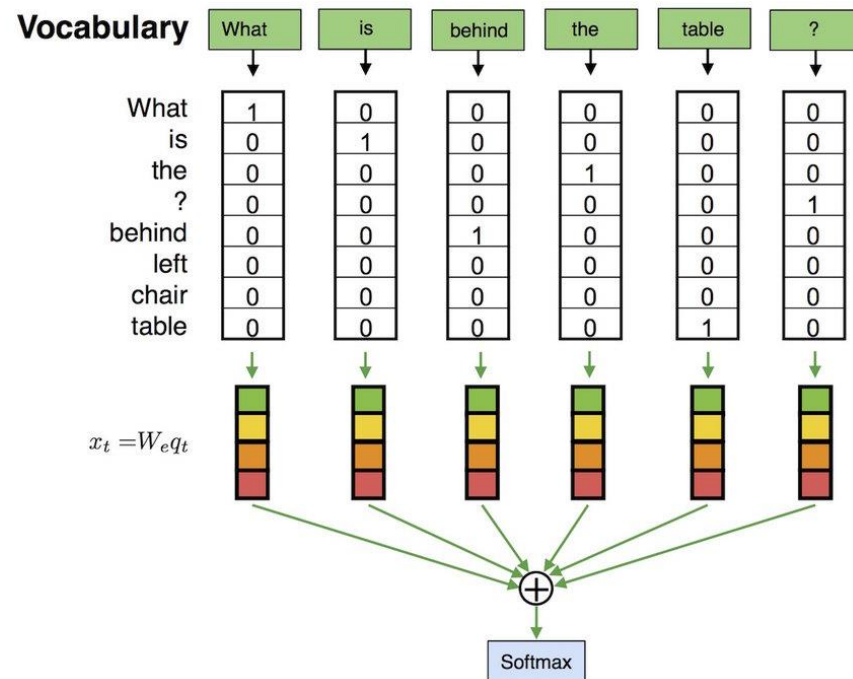 Vocabulary What is behind the table ?
What 1 0 0 0 0 0
is 0 1 0 0 0 0
the 0 0 0 1 0 0
? 0 0 0 0 0 1
behind 0 0 1 0 0 0
left 0 0 0 0 0 0
chair 0 0 0 0 0 0
table 0 0 0 0 1 0
x_t = W_e q_t
+
Softmax